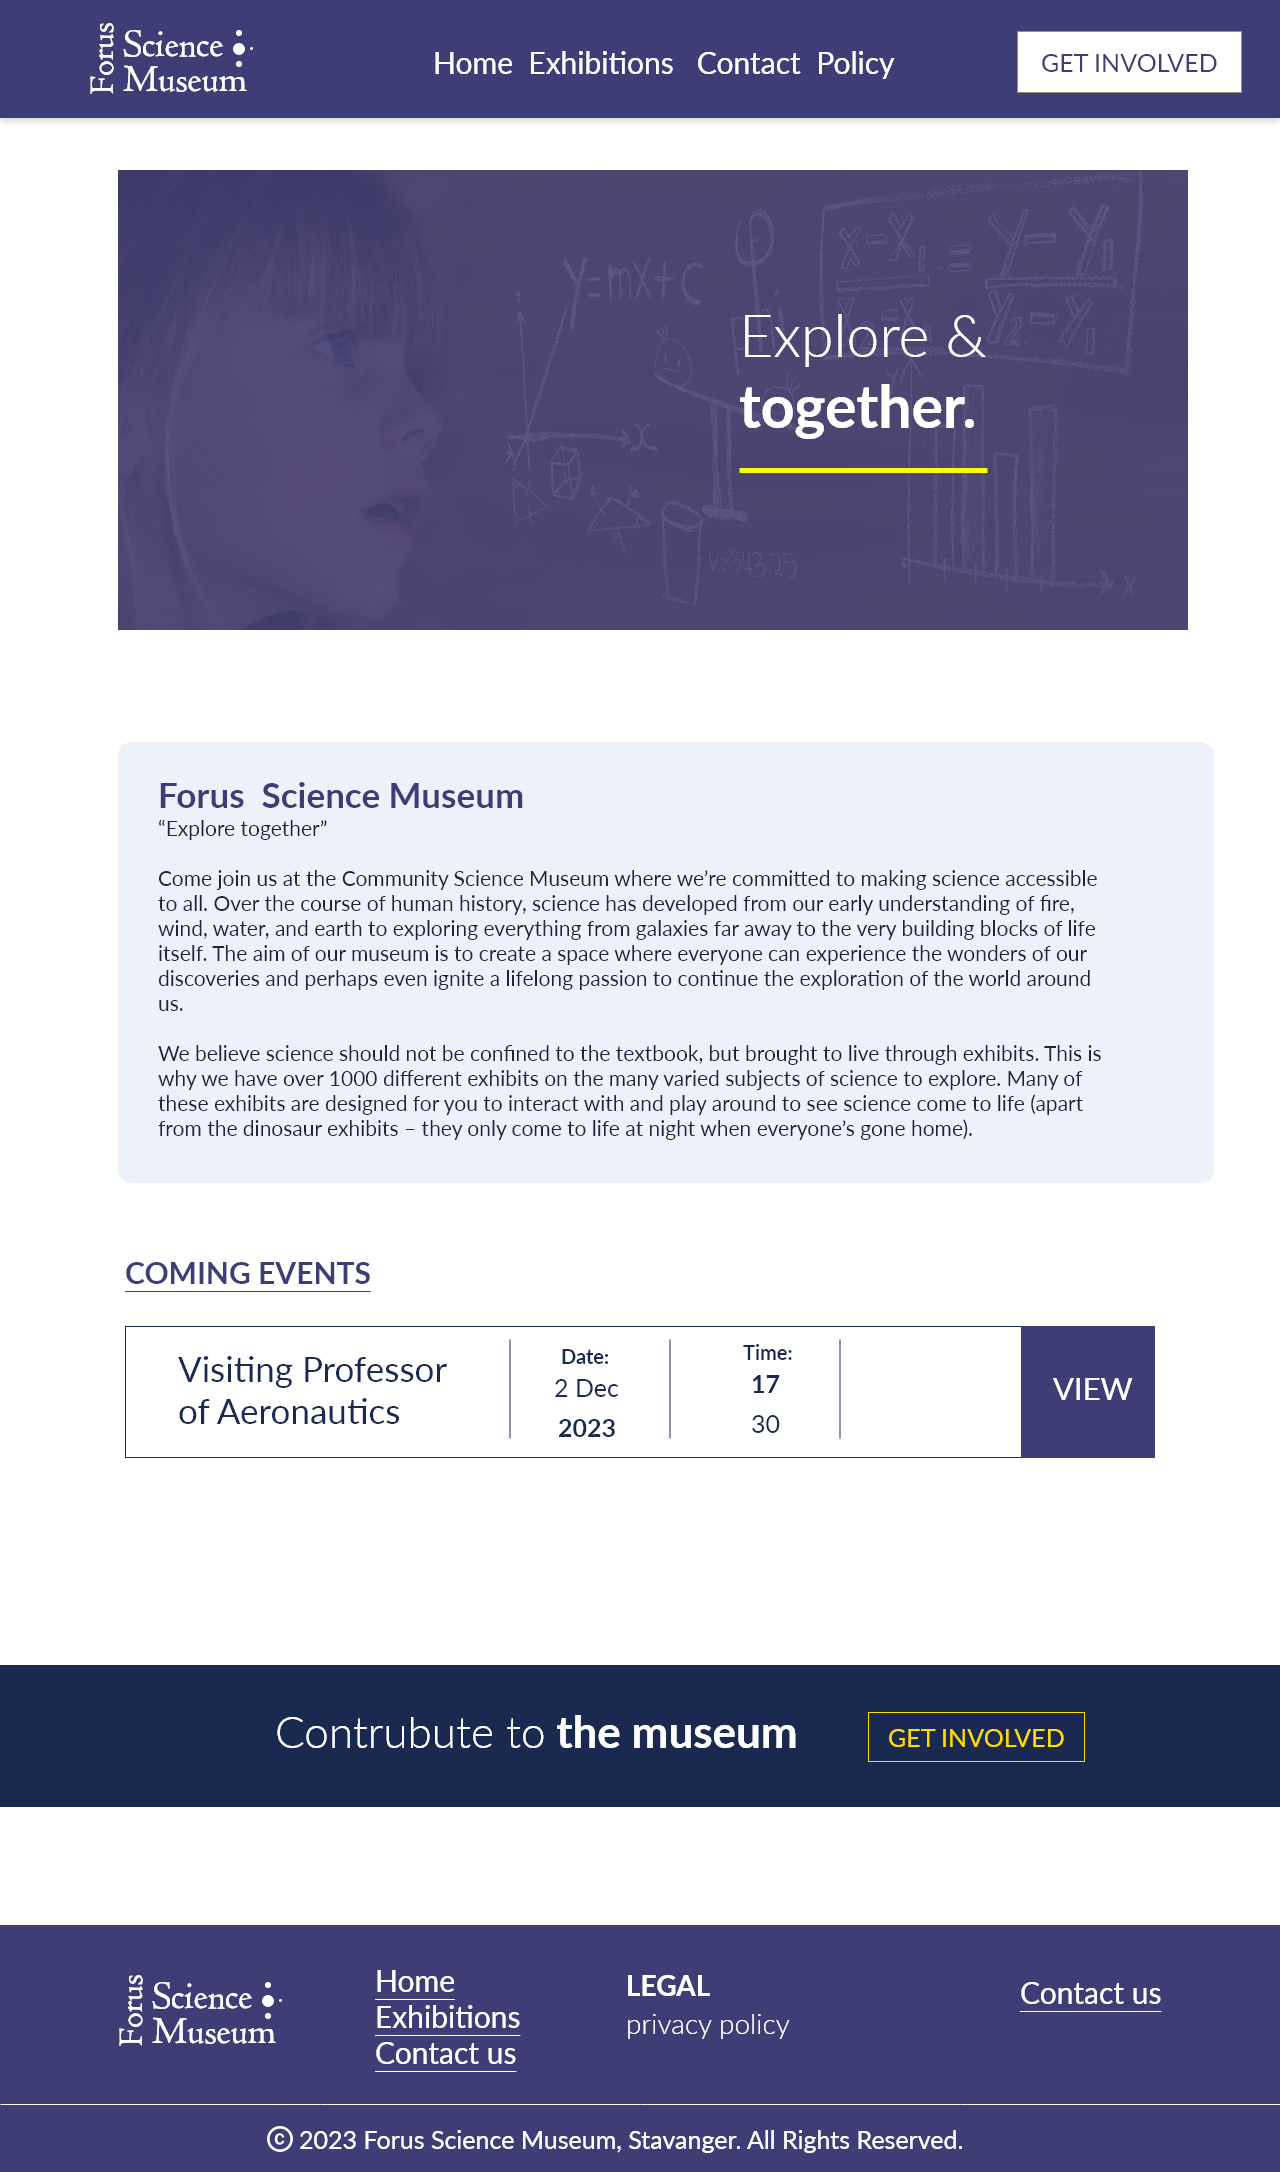 Forus
Science
Museum
Home Exhibitions Contact Policy
GET INVOLVED
y=mx+c
x-x₁ = y-y₁
y₂-y₁
y
x
Explore &
together.
v=543.25
x
Forus Science Museum
“Explore together”
Come join us at the Community Science Museum where we’re committed to making science accessible
to all. Over the course of human history, science has developed from our early understanding of fire,
wind, water, and earth to exploring everything from galaxies far away to the very building blocks of life
itself. The aim of our museum is to create a space where everyone can experience the wonders of our
discoveries and perhaps even ignite a lifelong passion to continue the exploration of the world around
us.
We believe science should not be confined to the textbook, but brought to live through exhibits. This is
why we have over 1000 different exhibits on the many varied subjects of science to explore. Many of
these exhibits are designed for you to interact with and play around to see science come to life (apart
from the dinosaur exhibits – they only come to life at night when everyone’s gone home).
COMING EVENTS
Visiting Professor
of Aeronautics
Date:
2 Dec
2023
Time:
17
30
VIEW
Contrubute to the museum
GET INVOLVED
Forus
Science
Museum
Home
Exhibitions
Contact us
LEGAL
privacy policy
Contact us
© 2023 Forus Science Museum, Stavanger. All Rights Reserved.